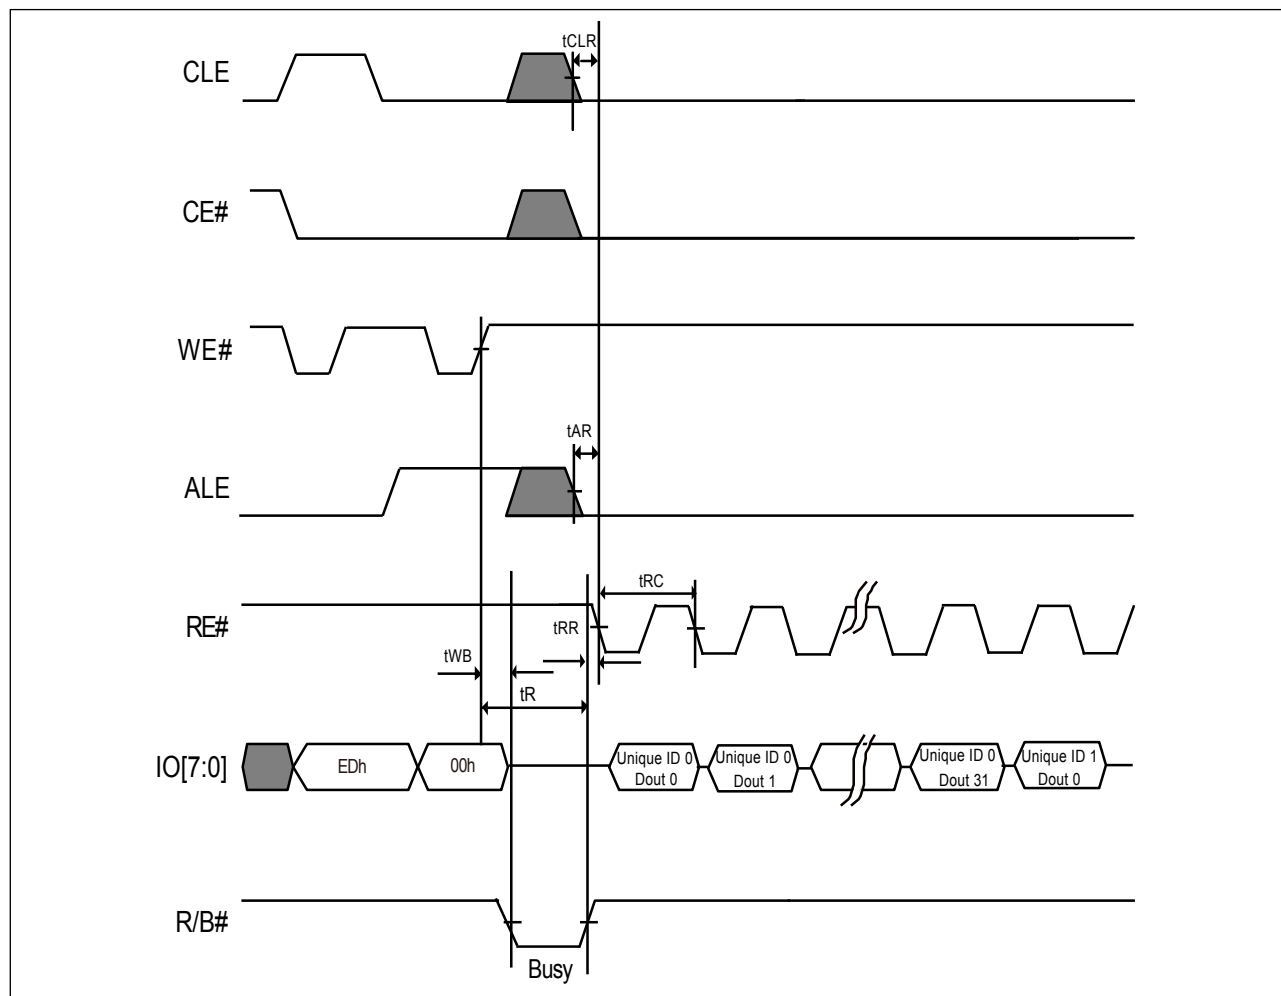 tCLR
CLE
CE#
WE#
tAR
ALE
tRC
RE#
tRR
tWB
tR
IO[7:0]
EDh
00h
Unique ID 0
Dout 0
Unique ID 0
Dout 1
Unique ID 0
Dout 31
Unique ID 1
Dout 0
R/B#
Busy